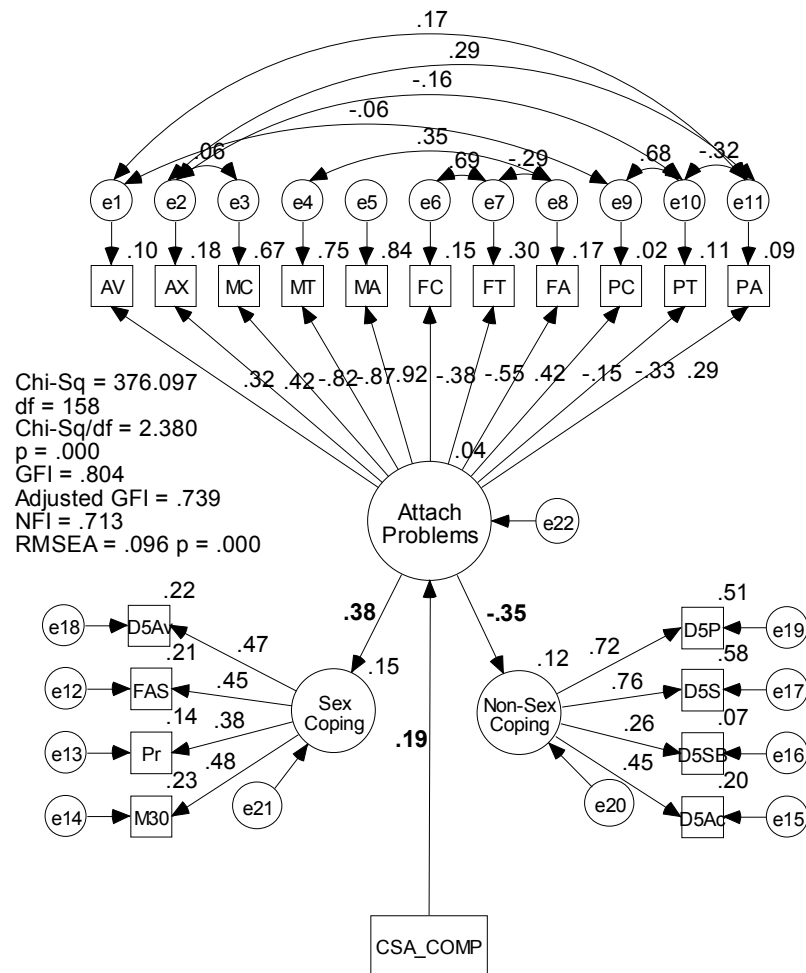 .17
.29
-.16
-.06
.06 .35 .69 -.29 .68 -.32
e1 e2 e3 e4 e5 e6 e7 e8 e9 e10 e11
.10 .18 .67 .75 .84 .15 .30 .17 .02 .11 .09
AV AX MC MT MA FC FT FA PC PT PA
.32 .42 -.82 -.87 .92 -.38 -.55 .42 -.15 -.33 .29
Chi-Sq = 376.097
df = 158
Chi-Sq/df = 2.380
p = .000
GFI = .804
Adjusted GFI = .739
NFI = .713
RMSEA = .096 p = .000
.04
Attach
Problems
e22
.38 -.35
.22
e18 D5Av .47
.21
e12 FAS .45
.14
e13 Pr .38
.23
e14 M30 .48
.15
Sex
Coping
e21
.19
.12
Non-Sex
Coping
e20
.51
.72 D5P e19
.58
.76 D5S e17
.07
.26 D5SB e16
.20
.45 D5Ac e15
CSA_COMP